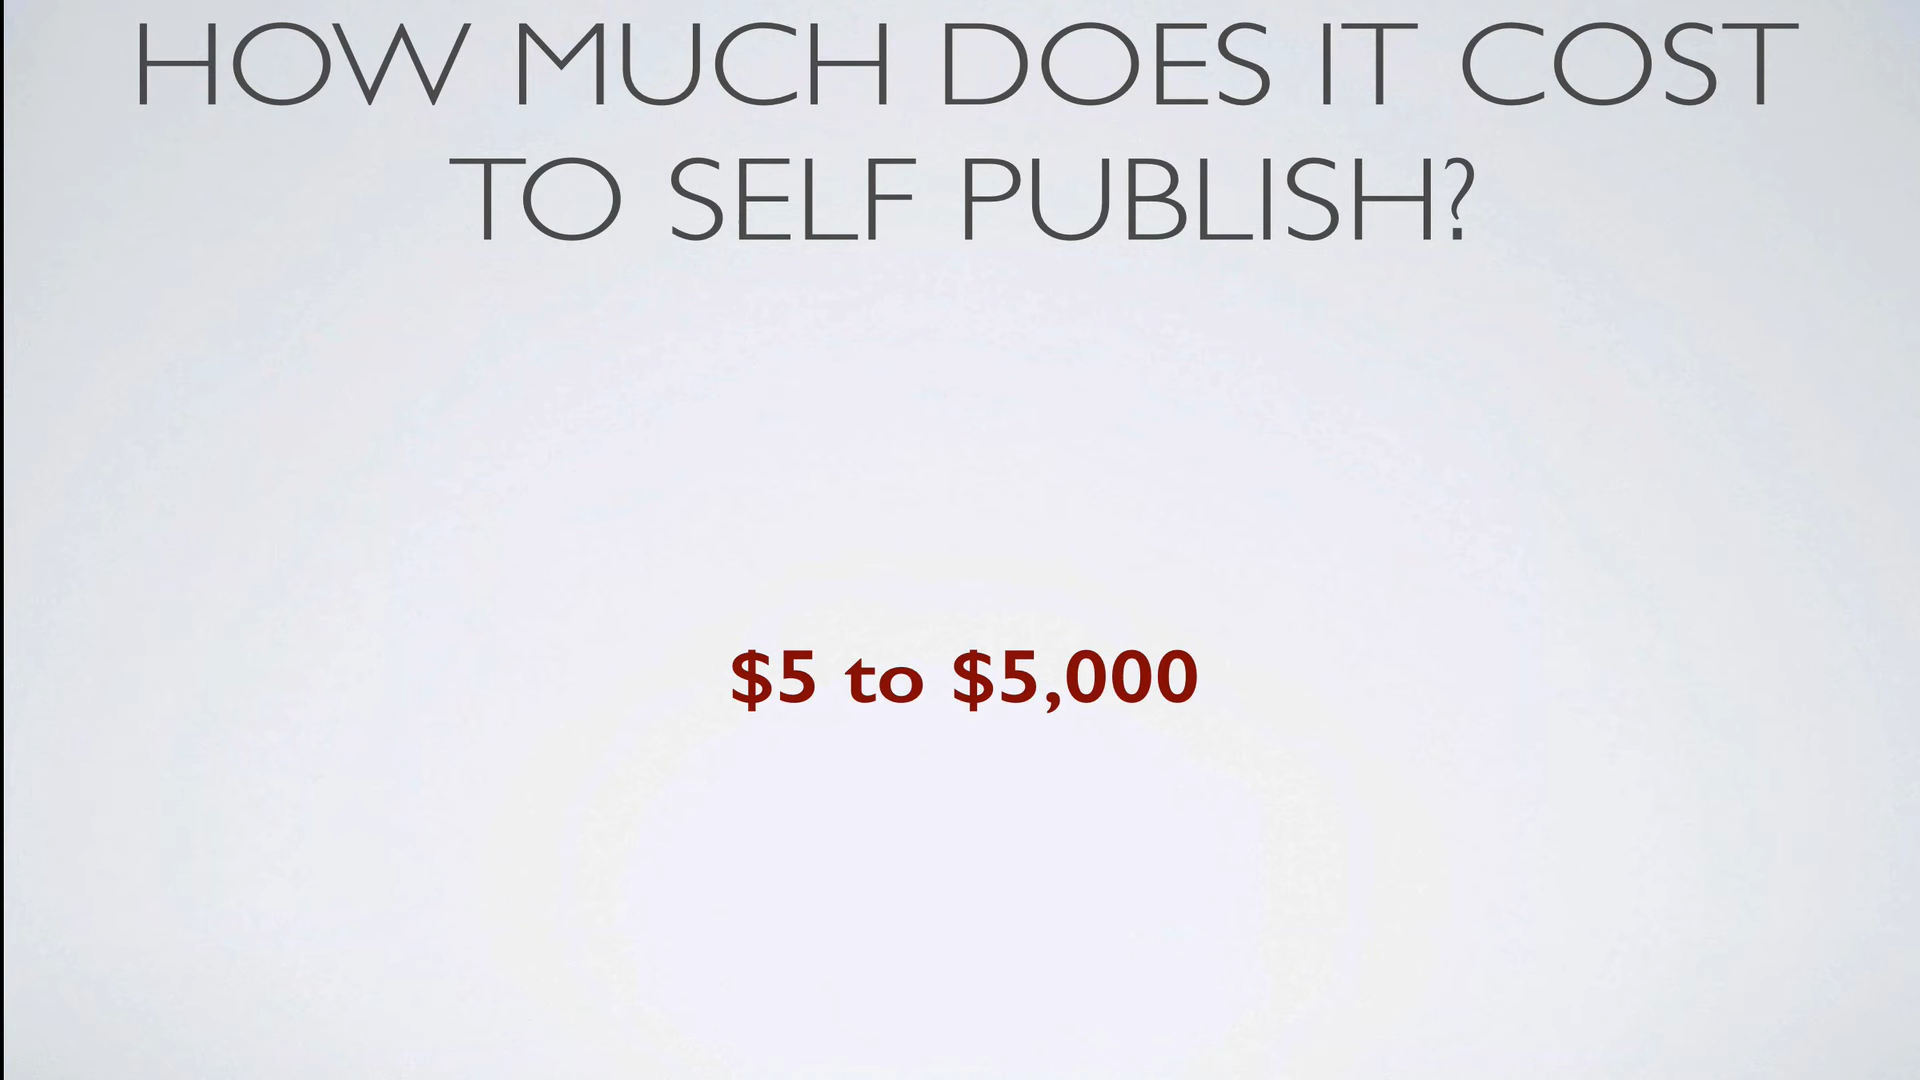 HOW MUCH DOES IT COST
TO SELF PUBLISH?
$5 to $5,000